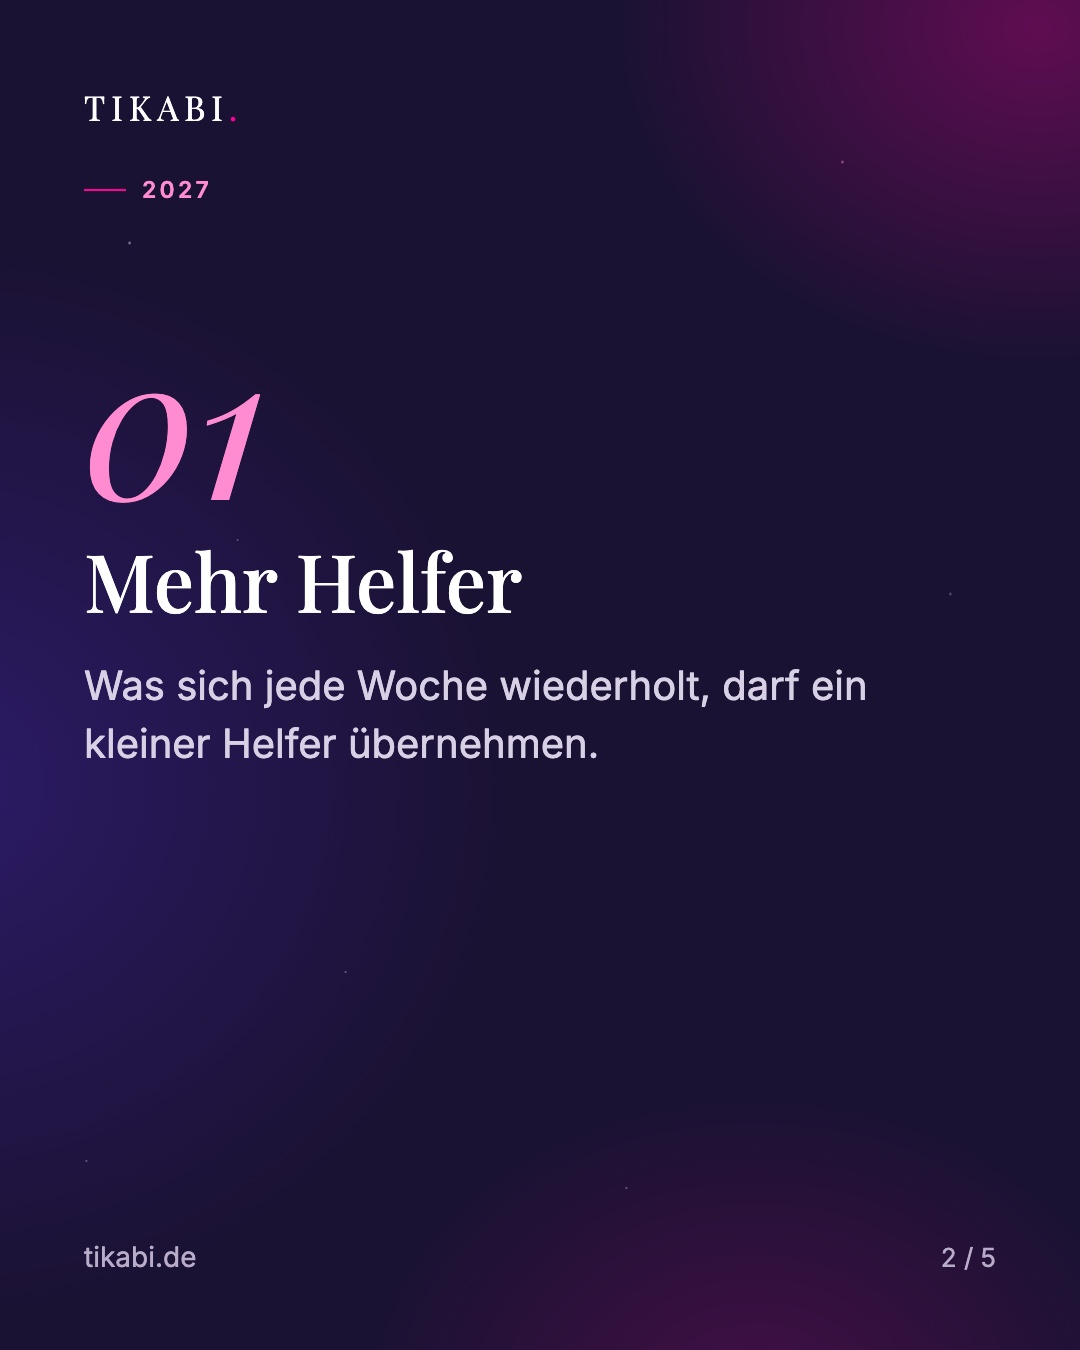 TIKABI.
2027
01
Mehr Helfer
Was sich jede Woche wiederholt, darf ein
kleiner Helfer übernehmen.
tikabi.de
2 / 5